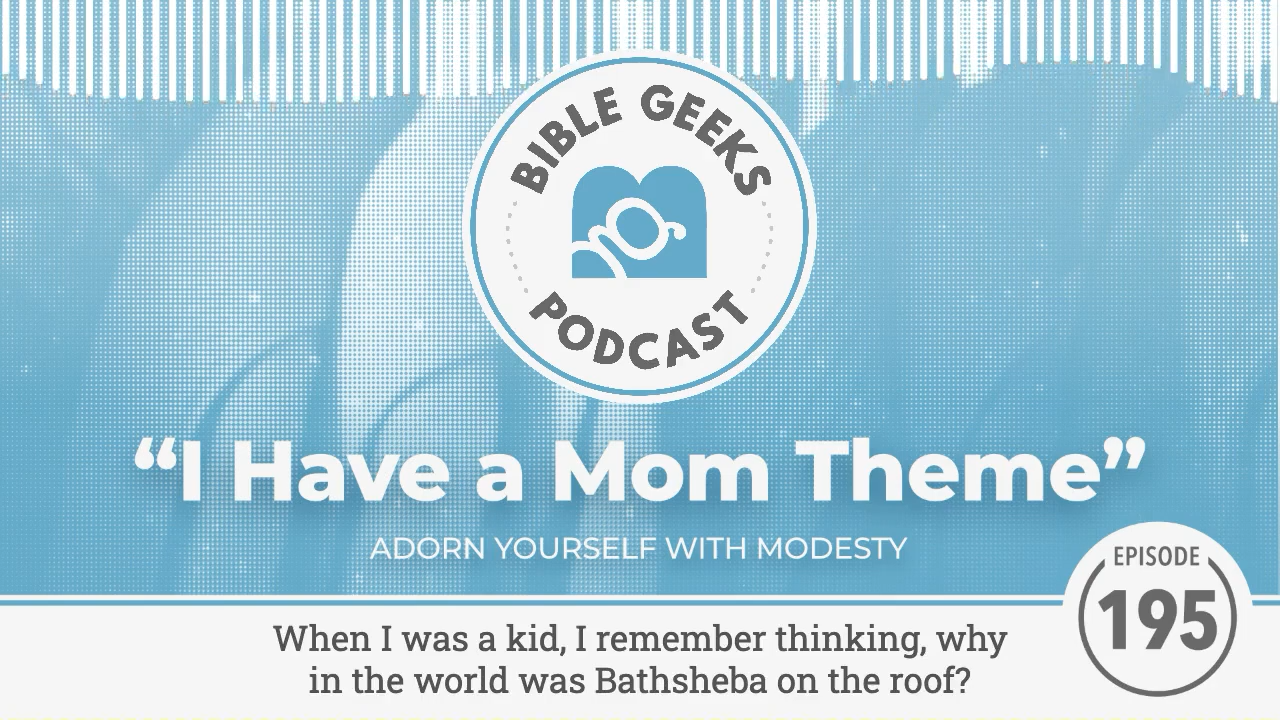 BIBLE GEEKS
PODCAST
“I Have a Mom Theme”
ADORN YOURSELF WITH MODESTY
EPISODE
195
When I was a kid, I remember thinking, why
in the world was Bathsheba on the roof?